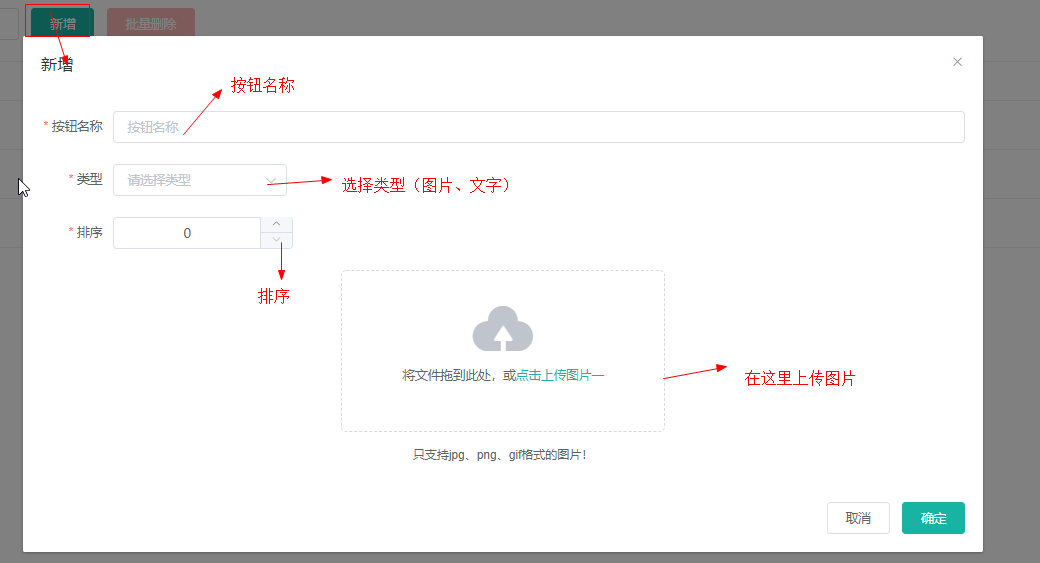 新增 批量删除
新增
按钮名称
* 按钮名称 按钮名称
* 类型 请选择类型
选择类型（图片、文字）
* 排序 0
排序
将文件拖到此处，或点击上传图片一
在这里上传图片
只支持jpg、png、gif格式的图片！
取消 确定